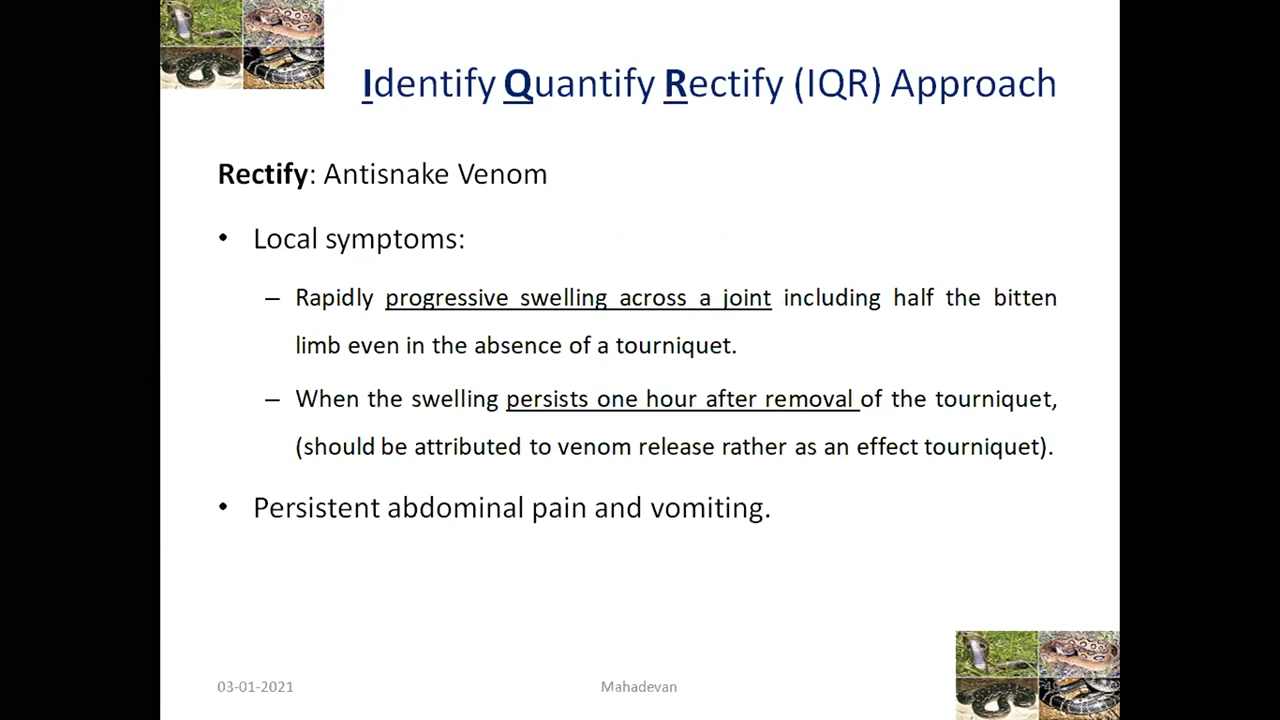 Identify Quantify Rectify (IQR) Approach
Rectify: Antisnake Venom
• Local symptoms:
– Rapidly progressive swelling across a joint including half the bitten
limb even in the absence of a tourniquet.
– When the swelling persists one hour after removal of the tourniquet,
(should be attributed to venom release rather as an effect tourniquet).
• Persistent abdominal pain and vomiting.
03-01-2021
Mahadevan